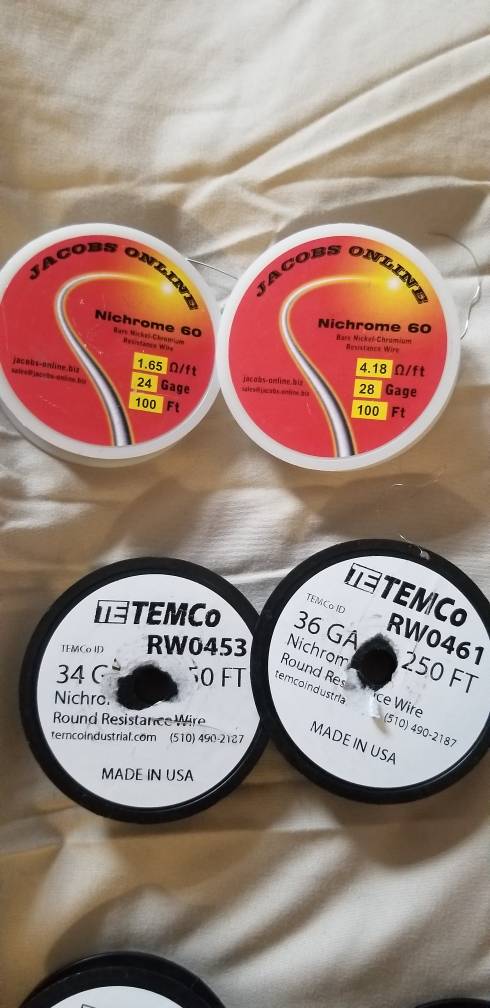 JACOBS ONLINE
Nichrome 60
Bare Nickel-Chromium
Resistance Wire
1.65 Ω/ft
jacobs-online.biz
sales@jacobs-online.biz
24 Gage
100 Ft
JACOBS ONLINE
Nichrome 60
Bare Nickel-Chromium
Resistance Wire
4.18 Ω/ft
jacobs-online.biz
sales@jacobs-online.biz
28 Gage
100 Ft
TE TEMCo
TEMCo ID RW0453
34 G 50 FT
Nichro
Round Resistance Wire
temcoindustrial.com (510) 490-2187
MADE IN USA
TE TEMCo
TEMCo ID RW0461
36 GA 250 FT
Nichrom
Round Resistance Wire
temcoindustria (510) 490-2187
MADE IN USA